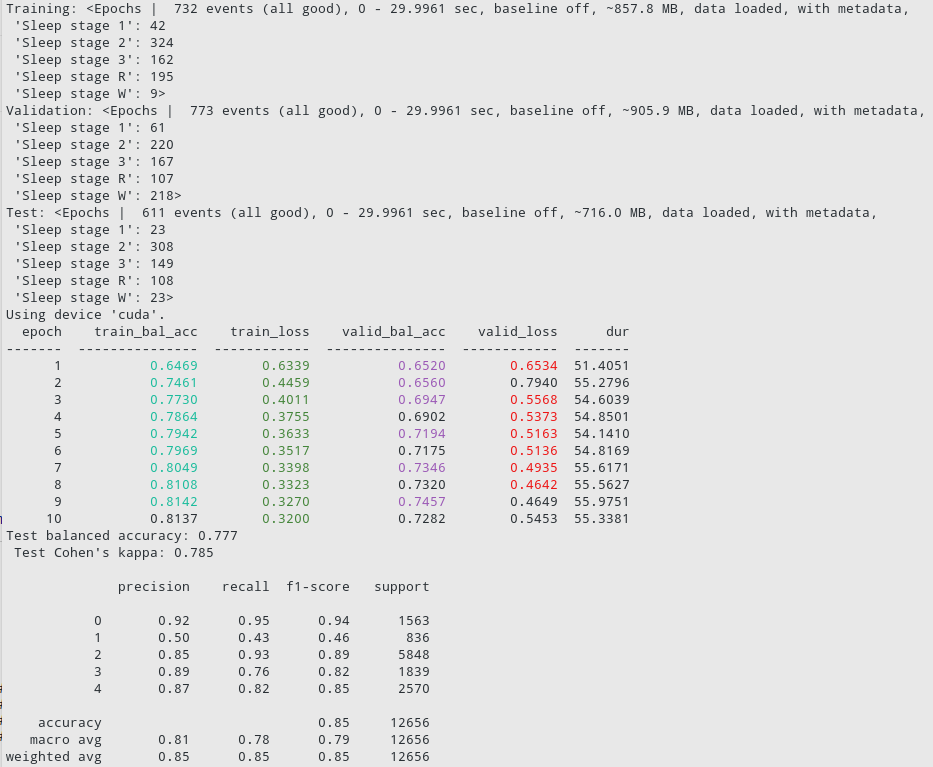 Training: <Epochs |  732 events (all good), 0 - 29.9961 sec, baseline off, ~857.8 MB, data loaded, with metadata,
 'Sleep stage 1': 42
 'Sleep stage 2': 324
 'Sleep stage 3': 162
 'Sleep stage R': 195
 'Sleep stage W': 9>
Validation: <Epochs |  773 events (all good), 0 - 29.9961 sec, baseline off, ~905.9 MB, data loaded, with metadata,
 'Sleep stage 1': 61
 'Sleep stage 2': 220
 'Sleep stage 3': 167
 'Sleep stage R': 107
 'Sleep stage W': 218>
Test: <Epochs |  611 events (all good), 0 - 29.9961 sec, baseline off, ~716.0 MB, data loaded, with metadata,
 'Sleep stage 1': 23
 'Sleep stage 2': 308
 'Sleep stage 3': 149
 'Sleep stage R': 108
 'Sleep stage W': 23>
Using device 'cuda'.
  epoch    train_bal_acc    train_loss    valid_bal_acc    valid_loss      dur
-------  ---------------  ------------  ---------------  ------------  -------
      1           0.6469        0.6339           0.6520        0.6534  51.4051
      2           0.7461        0.4459           0.6560        0.7940  55.2796
      3           0.7730        0.4011           0.6947        0.5568  54.6039
      4           0.7864        0.3755           0.6902        0.5373  54.8501
      5           0.7942        0.3633           0.7194        0.5163  54.1410
      6           0.7969        0.3517           0.7175        0.5136  54.8169
      7           0.8049        0.3398           0.7346        0.4935  55.6171
      8           0.8108        0.3323           0.7320        0.4642  55.5627
      9           0.8142        0.3270           0.7457        0.4649  55.9751
     10           0.8137        0.3200           0.7282        0.5453  55.3381
Test balanced accuracy: 0.777
 Test Cohen's kappa: 0.785
              precision    recall  f1-score   support
           0       0.92      0.95      0.94      1563
           1       0.50      0.43      0.46       836
           2       0.85      0.93      0.89      5848
           3       0.89      0.76      0.82      1839
           4       0.87      0.82      0.85      2570
    accuracy                           0.85     12656
   macro avg       0.81      0.78      0.79     12656
weighted avg       0.85      0.85      0.85     12656